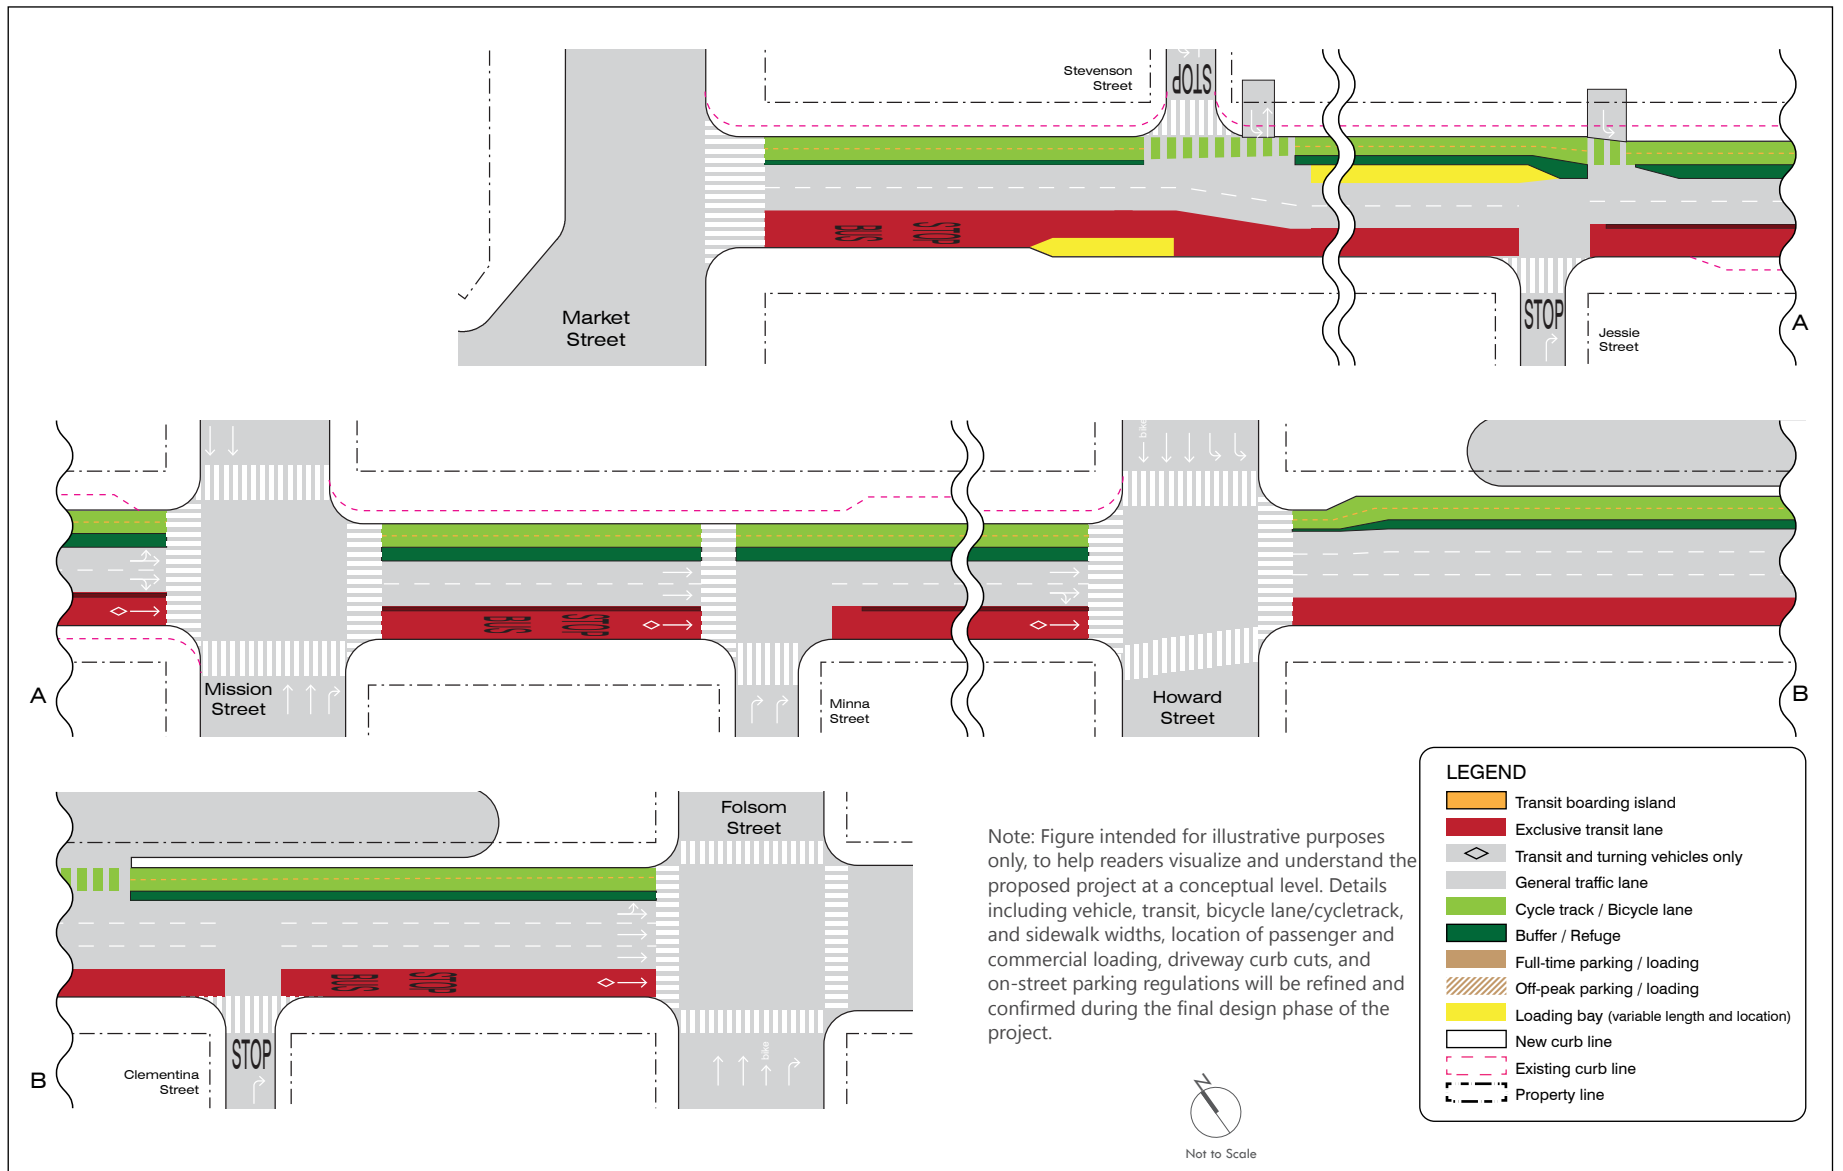 Stevenson
Street
STOP
BUS
STOP
Market
Street
STOP
Jessie
Street
A
bike
BUS
STOP
A
Mission
Street
Minna
Street
Howard
Street
B
Folsom
Street
BUS
STOP
bike
B
Clementina
Street
STOP
Note: Figure intended for illustrative purposes
only, to help readers visualize and understand the
proposed project at a conceptual level. Details
including vehicle, transit, bicycle lane/cycletrack,
and sidewalk widths, location of passenger and
commercial loading, driveway curb cuts, and
on-street parking regulations will be refined and
confirmed during the final design phase of the
project.
N
Not to Scale
LEGEND
Transit boarding island
Exclusive transit lane
Transit and turning vehicles only
General traffic lane
Cycle track / Bicycle lane
Buffer / Refuge
Full-time parking / loading
Off-peak parking / loading
Loading bay (variable length and location)
New curb line
Existing curb line
Property line